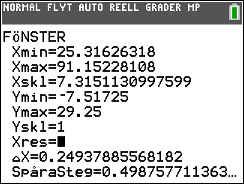 NORMAL FLYT AUTO REELL GRADER MP
FöNSTER
Xmin=25.31626318
Xmax=91.15228108
Xskl=7.3151130997599
Ymin=-7.51725
Ymax=29.25
Yskl=1
Xres=
△X=0.24937885568182
SpåraSteg=0.498757711363…